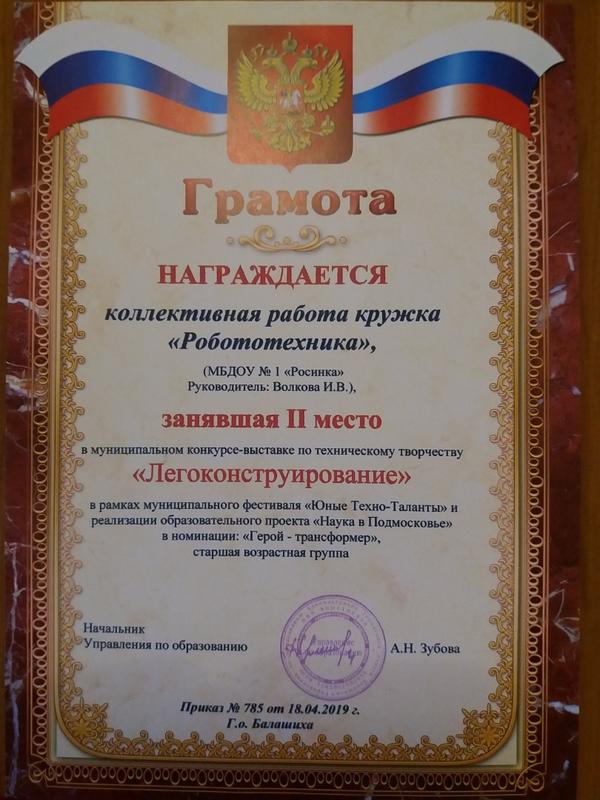 Грамота
НАГРАЖДАЕТСЯ
коллективная работа кружка
«Робототехника»,
(МБДОУ № 1 «Росинка»
Руководитель: Волкова И.В.),
занявшая II место
в муниципальном конкурсе-выставке по техническому творчеству
«Легоконструирование»
в рамках муниципального фестиваля «Юные Техно-Таланты» и
реализации образовательного проекта «Наука в Подмосковье»
в номинации: «Герой - трансформер»,
старшая возрастная группа
Начальник
Управления по образованию
А.Н. Зубова
Управление
образованию
Приказ № 785 от 18.04.2019 г.
Г.о. Балашиха